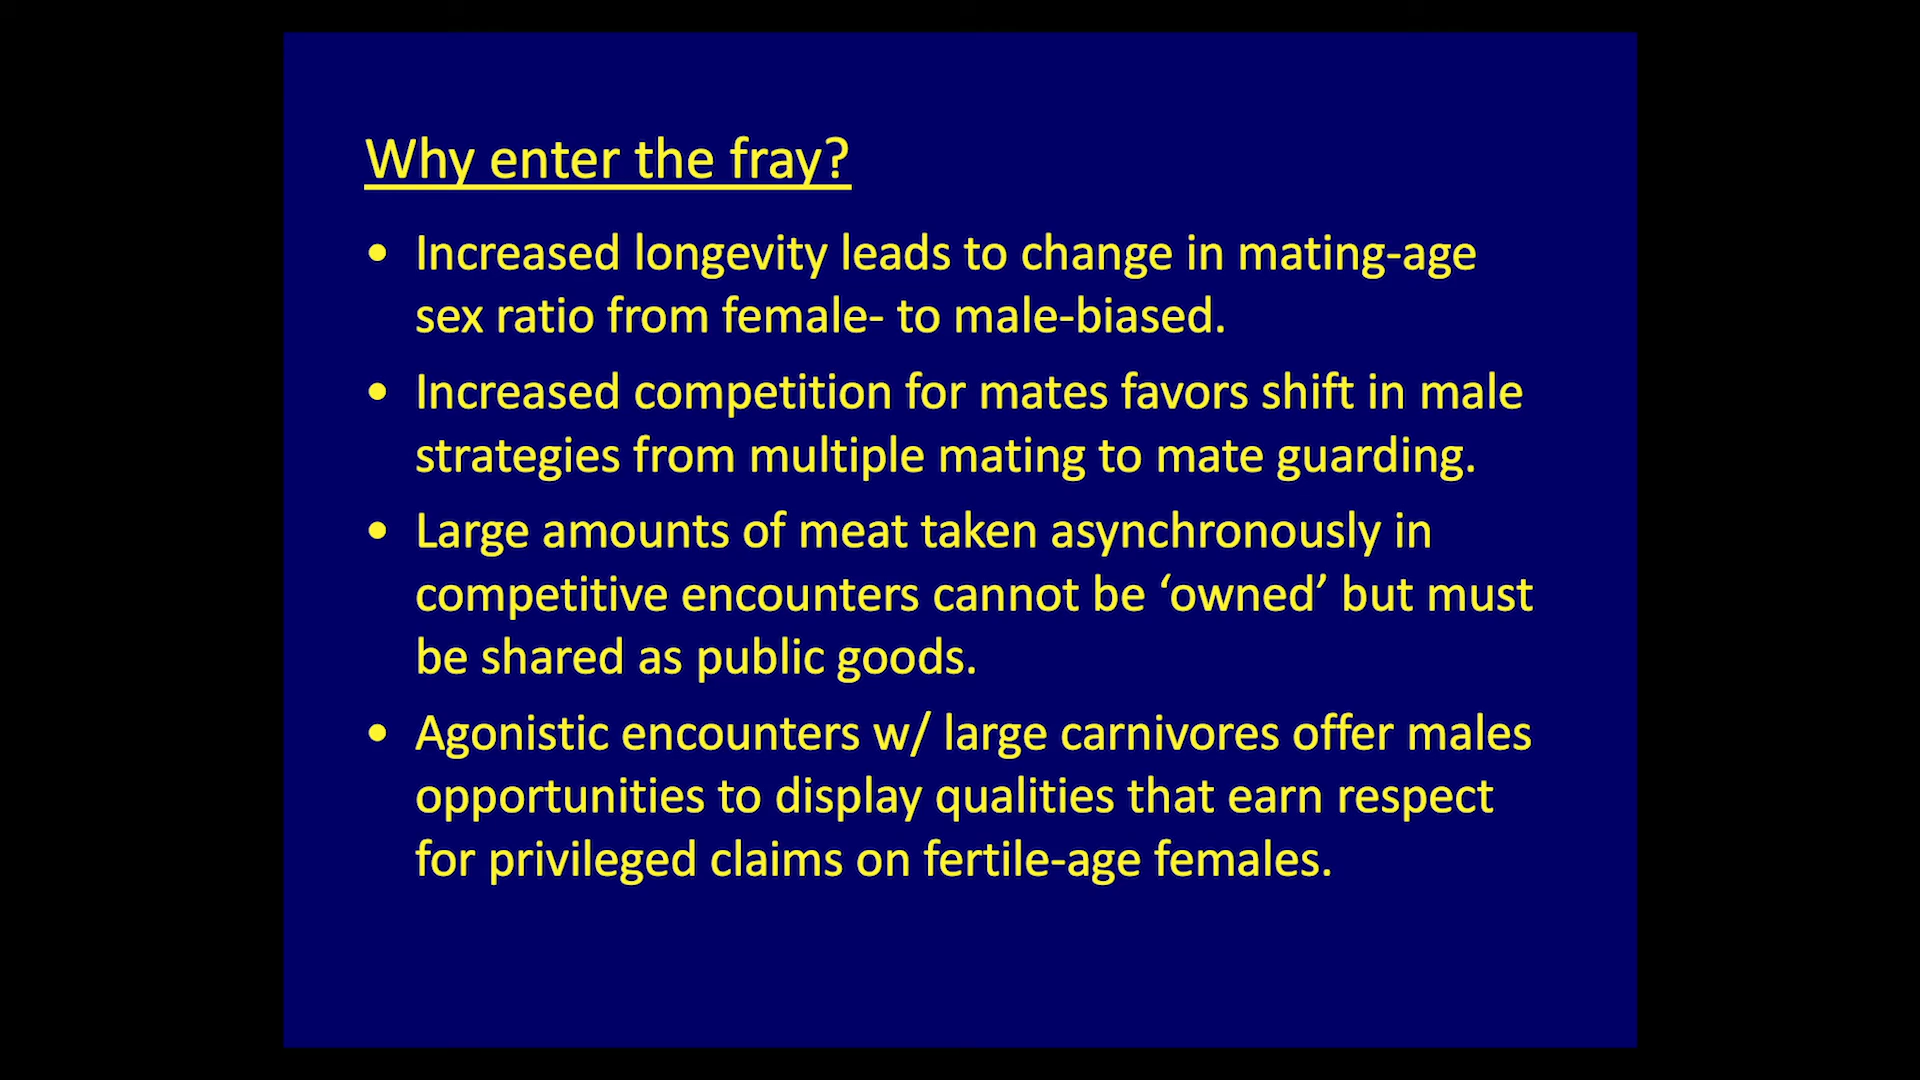 Why enter the fray?
• Increased longevity leads to change in mating-age
sex ratio from female- to male-biased.
• Increased competition for mates favors shift in male
strategies from multiple mating to mate guarding.
• Large amounts of meat taken asynchronously in
competitive encounters cannot be ‘owned’ but must
be shared as public goods.
• Agonistic encounters w/ large carnivores offer males
opportunities to display qualities that earn respect
for privileged claims on fertile-age females.